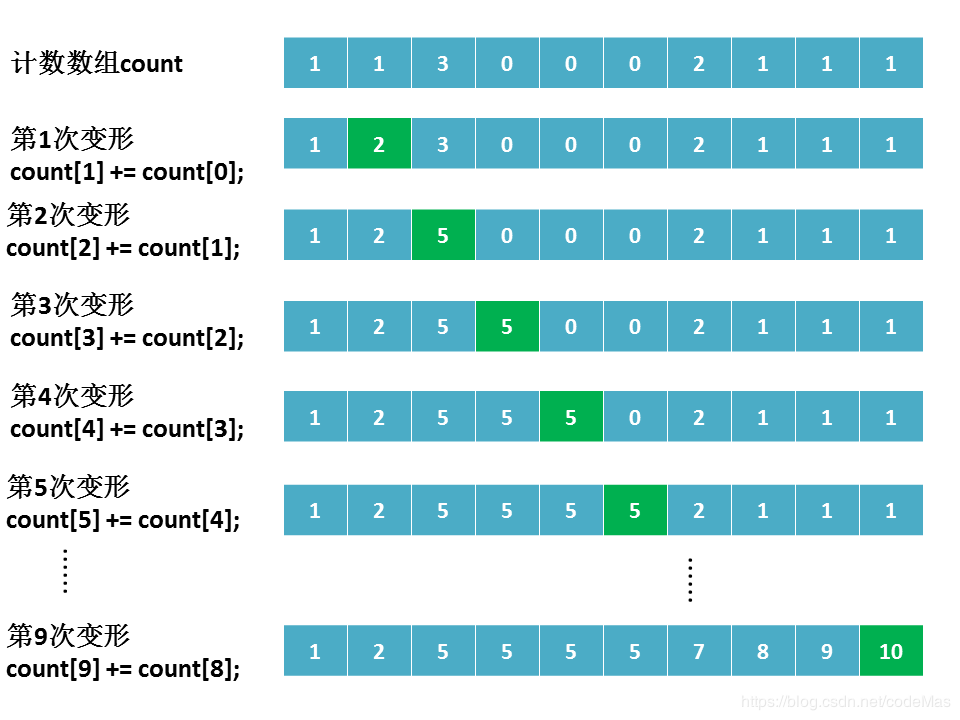 计数数组count
1 1 3 0 0 0 2 1 1 1
第1次变形
count[1] += count[0];
1 2 3 0 0 0 2 1 1 1
第2次变形
count[2] += count[1];
1 2 5 0 0 0 2 1 1 1
第3次变形
count[3] += count[2];
1 2 5 5 0 0 2 1 1 1
第4次变形
count[4] += count[3];
1 2 5 5 5 0 2 1 1 1
第5次变形
count[5] += count[4];
1 2 5 5 5 5 2 1 1 1
……
……
第9次变形
count[9] += count[8];
1 2 5 5 5 5 7 8 9 10
https://blog.csdn.net/codeMas